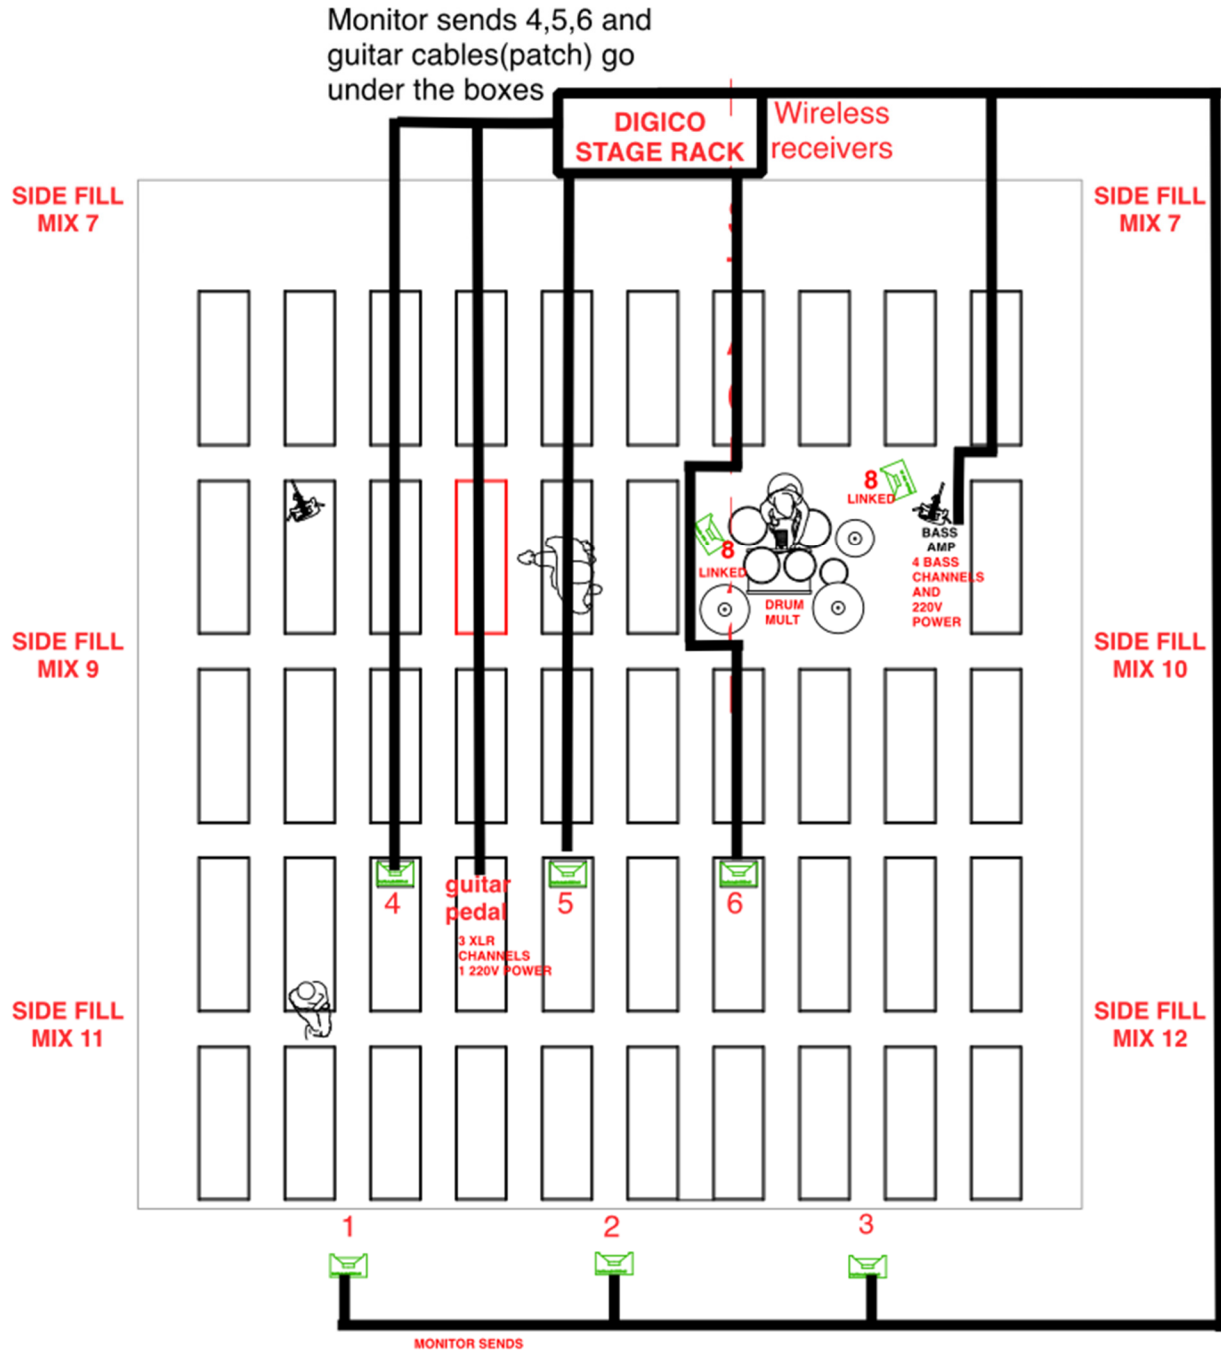 Monitor sends 4,5,6 and
guitar cables(patch) go
under the boxes
DIGICO
STAGE RACK
Wireless
receivers
SIDE FILL
MIX 7
SIDE FILL
MIX 7
8
LINKED
8
LINKED
BASS
AMP
4 BASS
CHANNELS
AND
220V
POWER
DRUM
MULT
SIDE FILL
MIX 9
SIDE FILL
MIX 10
4
guitar
pedal
5
6
3 XLR
CHANNELS
1 220V POWER
SIDE FILL
MIX 11
SIDE FILL
MIX 12
1
2
3
MONITOR SENDS